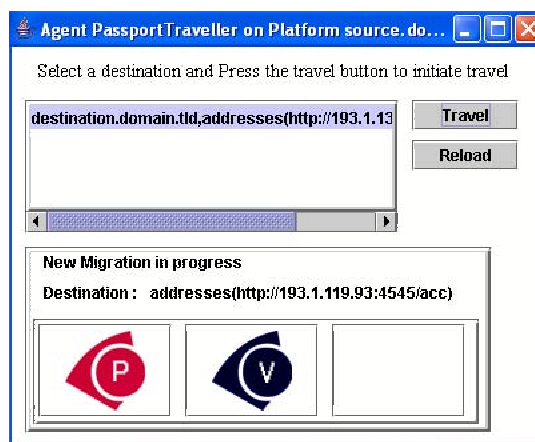 Agent PassportTraveller on Platform source.do...
Select a destination and Press the travel button to initiate travel
destination.domain.tld,addresses(http://193.1.13
Travel
Reload
New Migration in progress
Destination : addresses(http://193.1.119.93:4545/acc)
P V